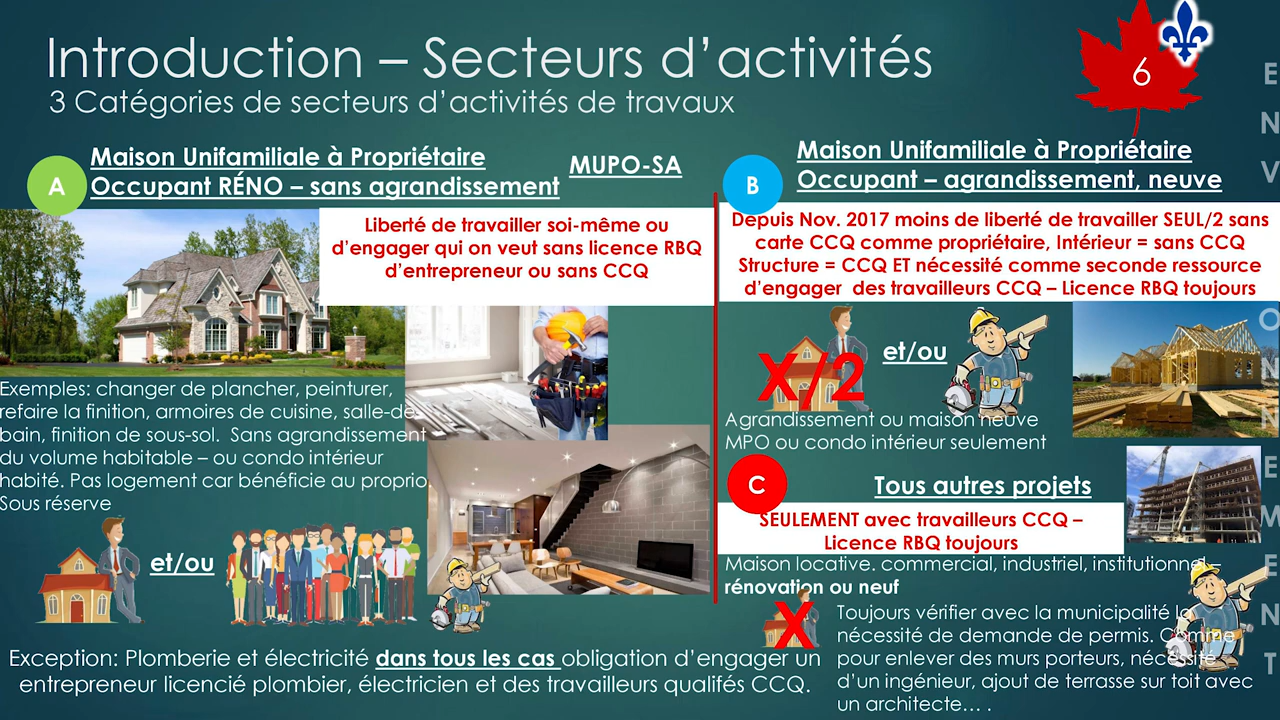 Introduction – Secteurs d'activités
3 Catégories de secteurs d'activités de travaux
6
A
Maison Unifamiliale à Propriétaire
Occupant RÉNO – sans agrandissement
MUPO-SA
Liberté de travailler soi-même ou
d'engager qui on veut sans licence RBQ
d'entrepreneur ou sans CCQ
Exemples: changer de plancher, peinturer,
refaire la finition, armoires de cuisine, salle-de-
bain, finition de sous-sol. Sans agrandissement
du volume habitable – ou condo intérieur
habité. Pas logement car bénéficie au proprio.
Sous réserve
et/ou
Exception: Plomberie et électricité dans tous les cas obligation d'engager un
entrepreneur licencié plombier, électricien et des travailleurs qualifés CCQ.
B
Maison Unifamiliale à Propriétaire
Occupant – agrandissement, neuve
Depuis Nov. 2017 moins de liberté de travailler SEUL/2 sans
carte CCQ comme propriétaire, Intérieur = sans CCQ
Structure = CCQ ET nécessité comme seconde ressource
d'engager des travailleurs CCQ – Licence RBQ toujours
X/2
et/ou
Agrandissement ou maison neuve
MPO ou condo intérieur seulement
C
Tous autres projets
SEULEMENT avec travailleurs CCQ –
Licence RBQ toujours
Maison locative. commercial, industriel, institutionnel –
rénovation ou neuf
X
Toujours vérifier avec la municipalité la
nécessité de demande de permis. Comme
pour enlever des murs porteurs, nécessité
d'un ingénieur, ajout de terrasse sur toit avec
un architecte… .
E
N
V
O
N
N
E
M
E
N
T